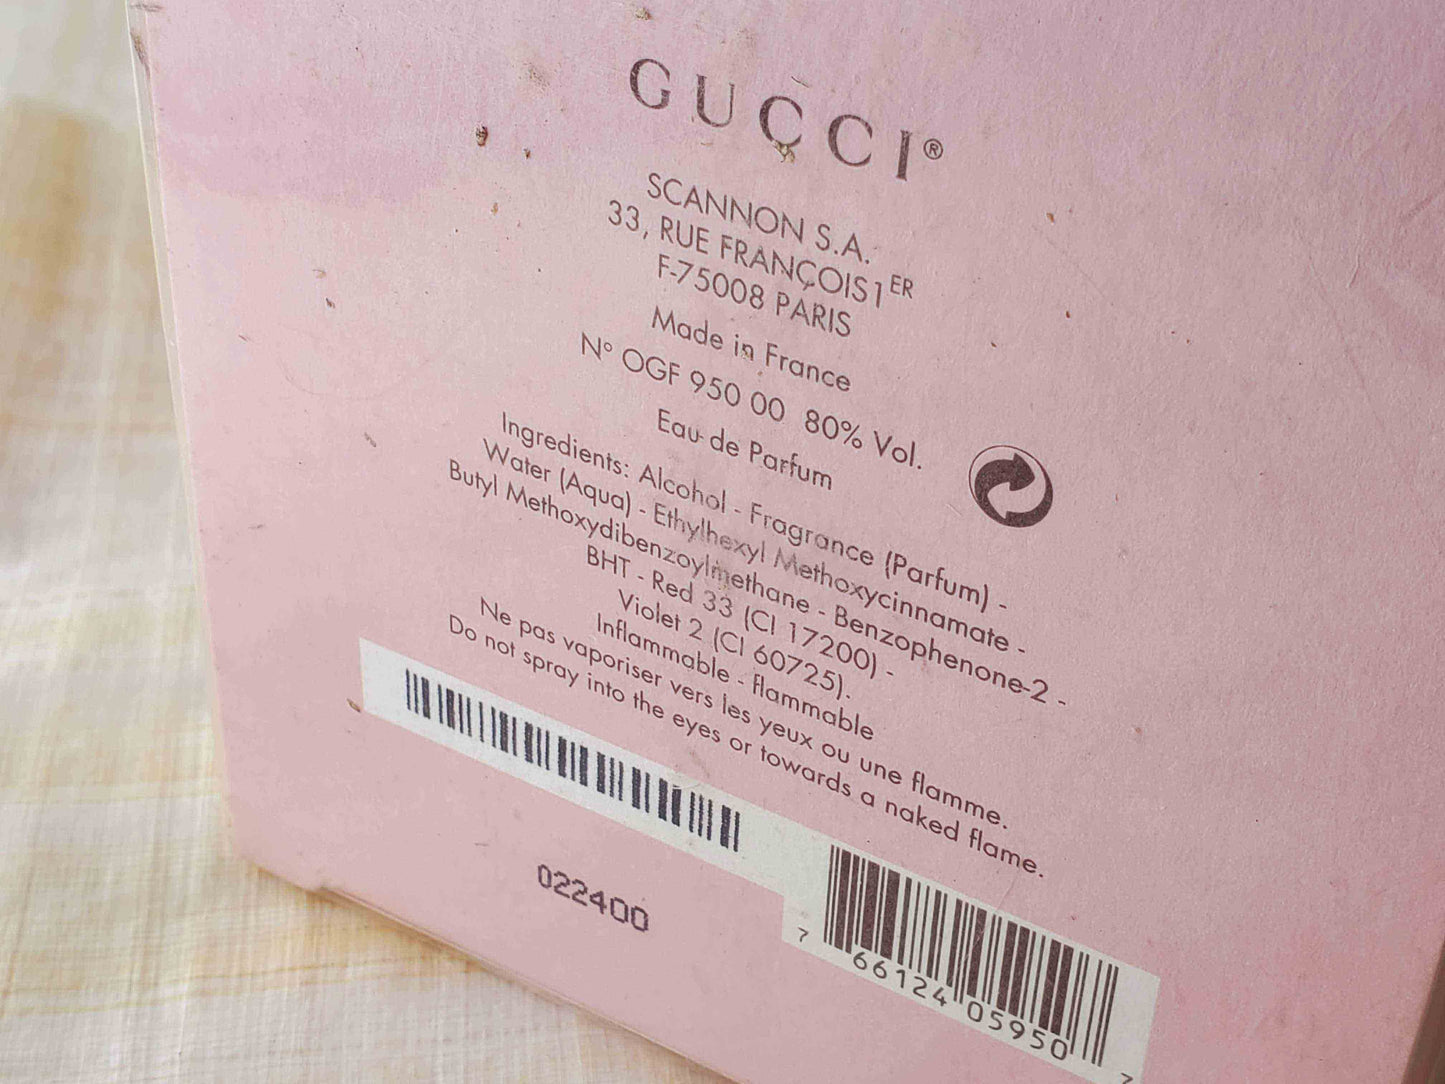 GUCCI®
SCANNON S.A.
33, RUE FRANÇOIS 1ER
F-75008 PARIS
Made in France
N° OGF 950 00 80% Vol.
Eau de Parfum
Ingredients: Alcohol - Fragrance (Parfum) -
Water (Aqua) - Ethylhexyl Methoxycinnamate -
Butyl Methoxydibenzoylmethane - Benzophenone-2 -
BHT - Red 33 (CI 17200) -
Violet 2 (CI 60725).
Inflammable - flammable
Ne pas vaporiser vers les yeux ou une flamme.
Do not spray into the eyes or towards a naked flame.
022400
7 66124 05950 7